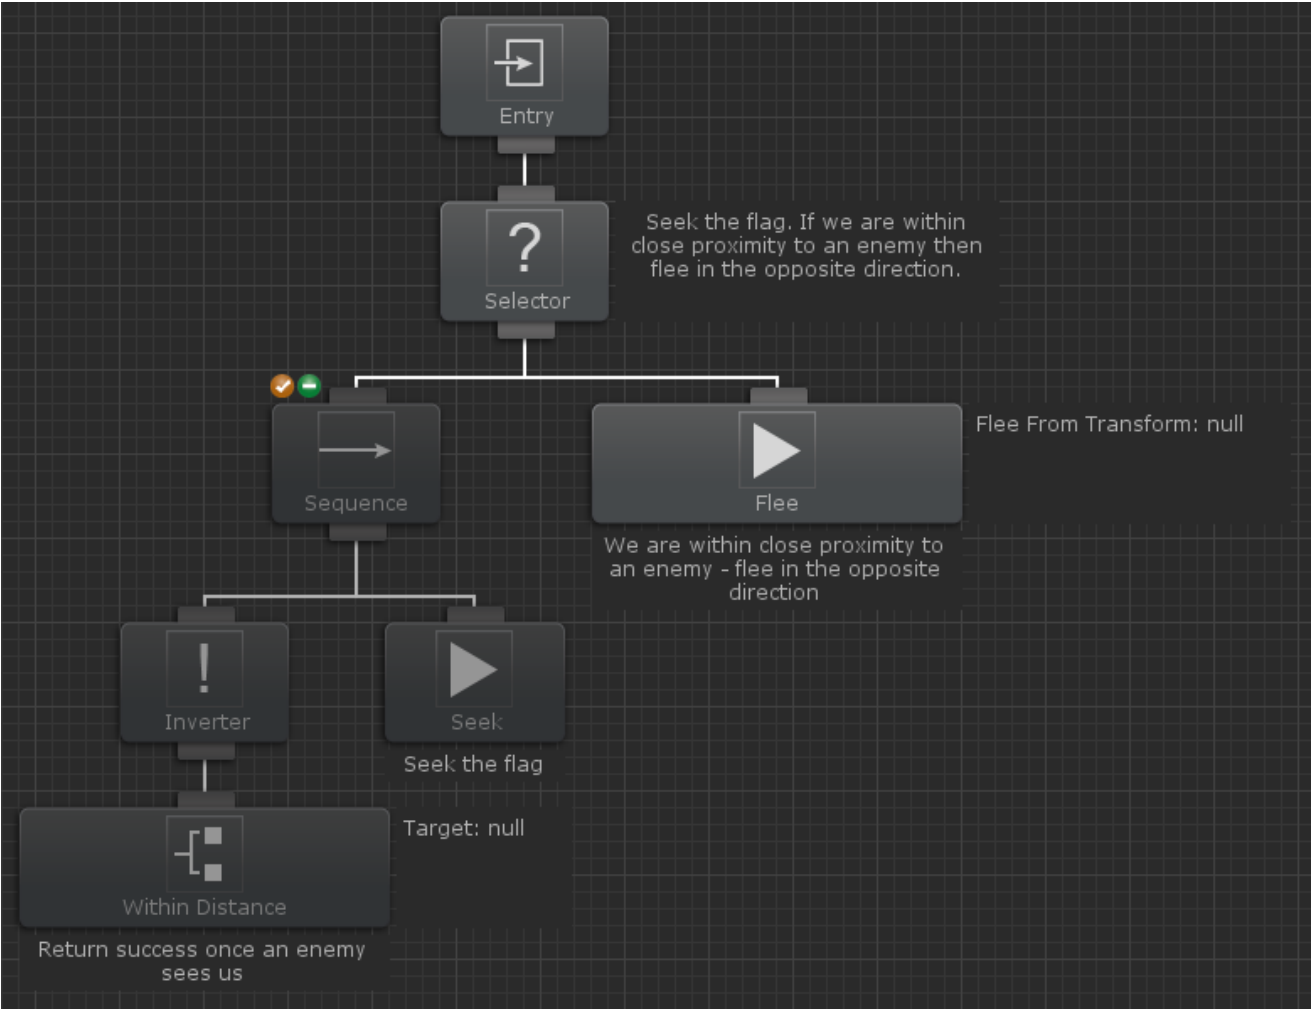 Entry
?
Selector
Seek the flag. If we are within
close proximity to an enemy then
flee in the opposite direction.
Sequence
Flee
Flee From Transform: null
We are within close proximity to
an enemy - flee in the opposite
direction
!
Inverter
Seek
Seek the flag
Within Distance
Target: null
Return success once an enemy
sees us